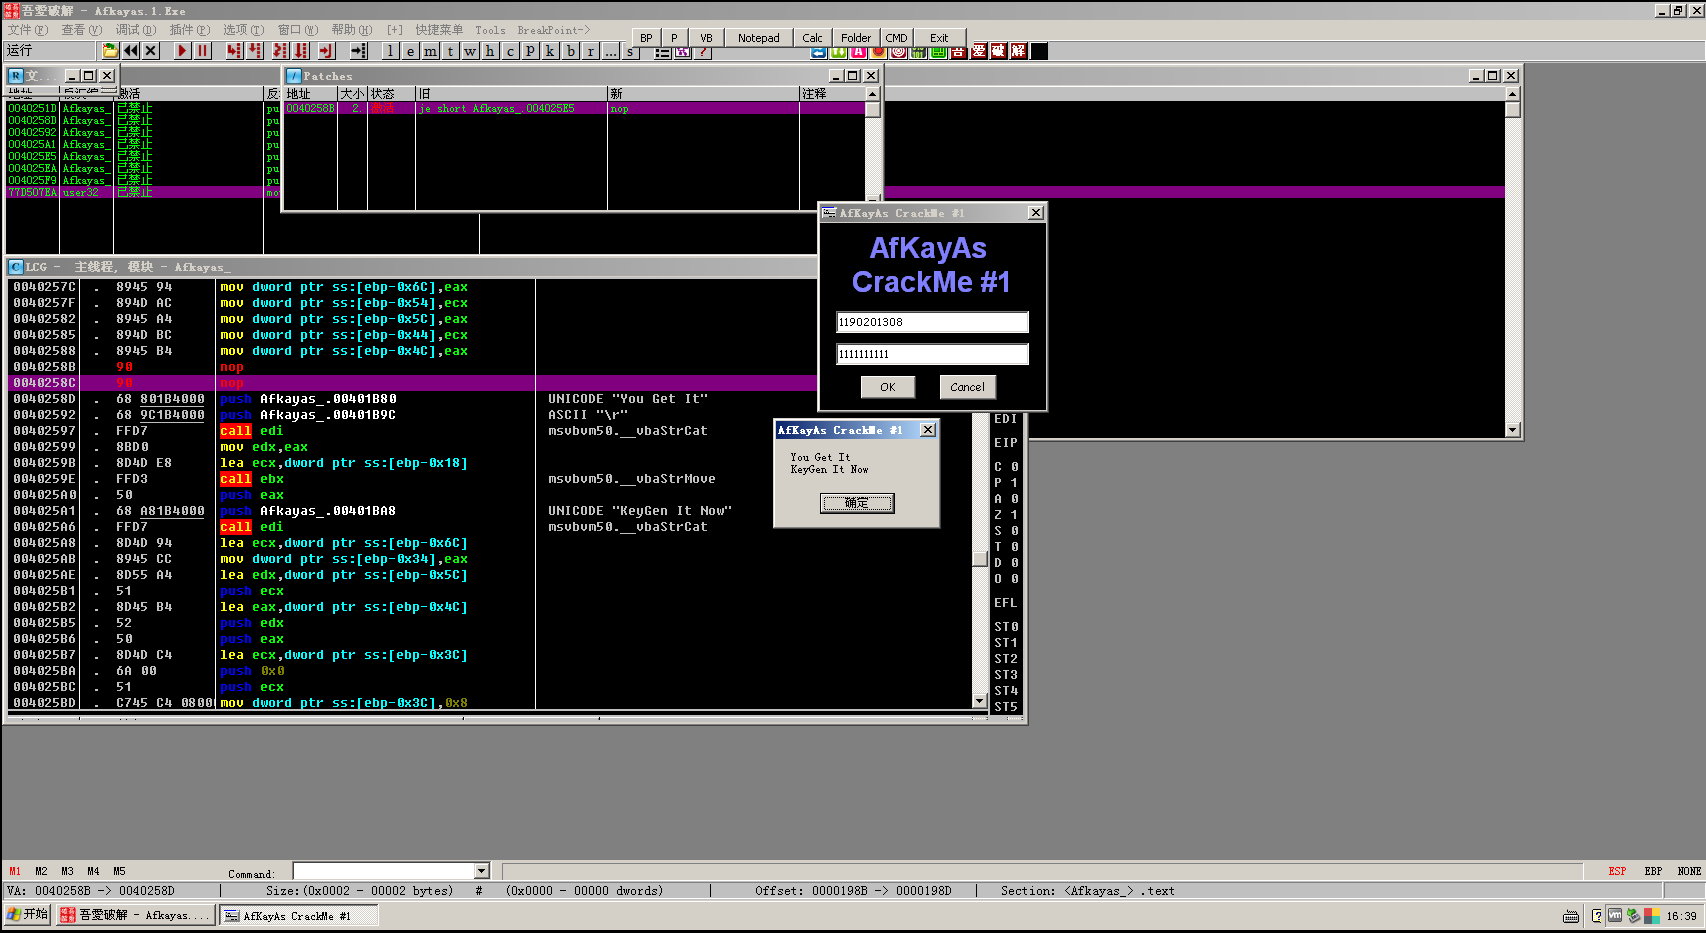 吾愛破解 - Afkayas.1.Exe
文件(F) 查看(V) 调试(D) 插件(P) 选项(T) 窗口(W) 帮助(H) [+] 快捷菜单 Tools BreakPoint->
BP P VB Notepad Calc Folder CMD Exit
运行
l e m t w h c P k b r ... s
吾 愛 破 解
Patches
地址 大小 状态 旧 新 注释
0040258B 2. je short Afkayas_.004025E5 nop
激活
0040251D Afkayas_ 已禁止 pu
0040258D Afkayas_ 已禁止 pu
00402592 Afkayas_ 已禁止 pu
004025A1 Afkayas_ 已禁止 pu
004025E5 Afkayas_ 已禁止 pu
004025EA Afkayas_ 已禁止 pu
004025F9 Afkayas_ 已禁止 pu
77D507EA user32 已禁止 mo
LCG - 主线程, 模块 - Afkayas_
0040257C . 8945 94 mov dword ptr ss:[ebp-0x6C],eax
0040257F . 894D AC mov dword ptr ss:[ebp-0x54],ecx
00402582 . 8945 A4 mov dword ptr ss:[ebp-0x5C],eax
00402585 . 894D BC mov dword ptr ss:[ebp-0x44],ecx
00402588 . 8945 B4 mov dword ptr ss:[ebp-0x4C],eax
0040258B 90 nop
0040258C 90 nop
0040258D . 68 801B4000 push Afkayas_.00401B80 UNICODE "You Get It"
00402592 . 68 9C1B4000 push Afkayas_.00401B9C ASCII "\r"
00402597 . FFD7 call edi msvbvm50.__vbaStrCat
00402599 . 8BD0 mov edx,eax
0040259B . 8D4D E8 lea ecx,dword ptr ss:[ebp-0x18]
0040259E . FFD3 call ebx msvbvm50.__vbaStrMove
004025A0 . 50 push eax
004025A1 . 68 A81B4000 push Afkayas_.00401BA8 UNICODE "KeyGen It Now"
004025A6 . FFD7 call edi msvbvm50.__vbaStrCat
004025A8 . 8D4D 94 lea ecx,dword ptr ss:[ebp-0x6C]
004025AB . 8945 CC mov dword ptr ss:[ebp-0x34],eax
004025AE . 8D55 A4 lea edx,dword ptr ss:[ebp-0x5C]
004025B1 . 51 push ecx
004025B2 . 8D45 B4 lea eax,dword ptr ss:[ebp-0x4C]
004025B5 . 52 push edx
004025B6 . 50 push eax
004025B7 . 8D4D C4 lea ecx,dword ptr ss:[ebp-0x3C]
004025BA . 6A 00 push 0x0
004025BC . 51 push ecx
004025BD . C745 C4 0800 mov dword ptr ss:[ebp-0x3C],0x8
AfKayAs CrackMe #1
AfKayAs
CrackMe #1
1190201308
1111111111
OK Cancel
AfKayAs CrackMe #1
You Get It
KeyGen It Now
确定
EDI
EIP
C 0
P 1
A 0
Z 1
S 0
T 0
D 0
O 0
EFL
ST0
ST1
ST2
ST3
ST4
ST5
M1 M2 M3 M4 M5 Command: ESP EBP NONE
VA: 0040258B -> 0040258D Size:(0x0002 - 00002 bytes) # (0x0000 - 00000 dwords) Offset: 0000198B -> 0000198D Section: <Afkayas_> .text
开始 吾爱破解 - Afkayas.... AfKayAs CrackMe #1 16:39